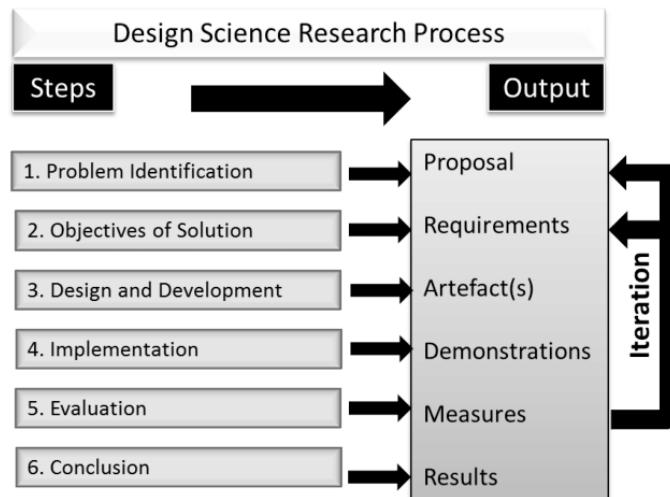 Design Science Research Process
Steps
Output
1. Problem Identification
Proposal
2. Objectives of Solution
Requirements
3. Design and Development
Artefact(s)
4. Implementation
Demonstrations
5. Evaluation
Measures
6. Conclusion
Results
Iteration